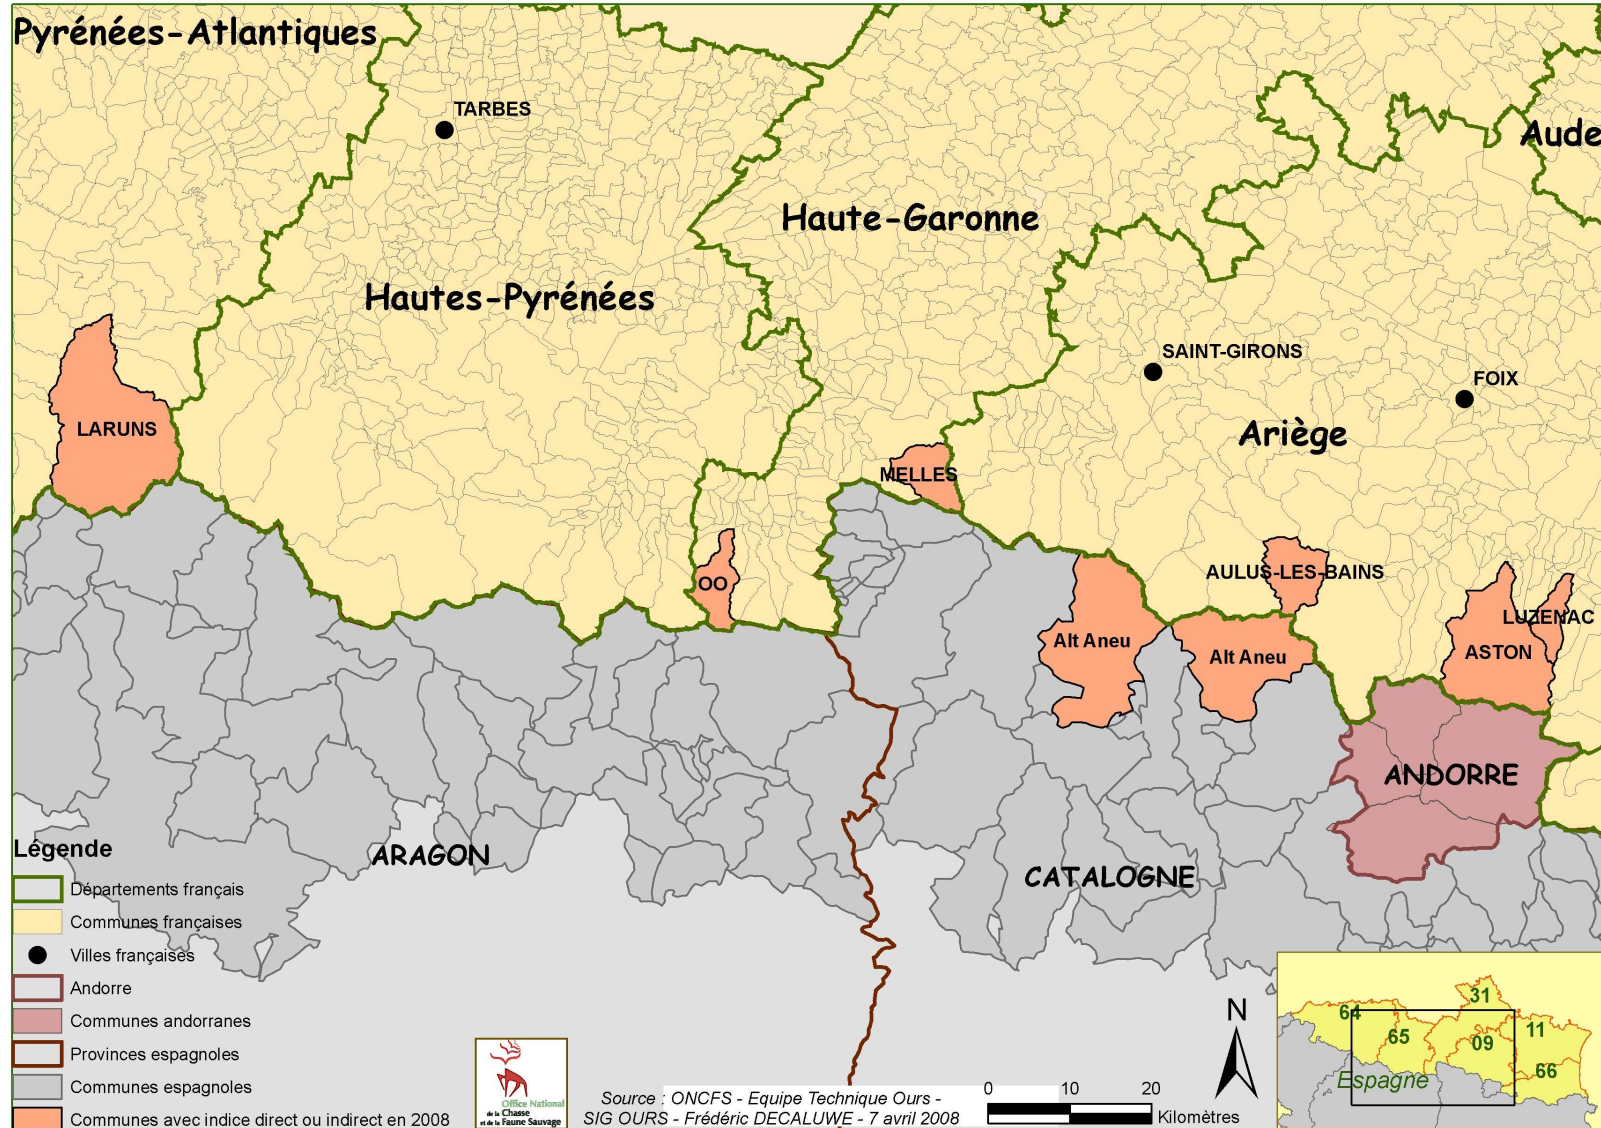 Pyrénées-Atlantiques
TARBES
Aude
Haute-Garonne
Hautes-Pyrénées
SAINT-GIRONS
FOIX
LARUNS
Ariège
MELLES
OO
AULUS-LES-BAINS
LUZENAC
Alt Aneu
Alt Aneu
ASTON
ANDORRE
ARAGON
CATALOGNE
Légende
Départements français
Communes françaises
Villes françaises
Andorre
Communes andorranes
Provinces espagnoles
Communes espagnoles
Communes avec indice direct ou indirect en 2008
Office National
de la Chasse
et de la Faune Sauvage
Source : ONCFS - Equipe Technique Ours -
SIG OURS - Frédéric DECALUWE - 7 avril 2008
0 10 20
Kilomètres
N
31
64
65
09
11
66
Espagne